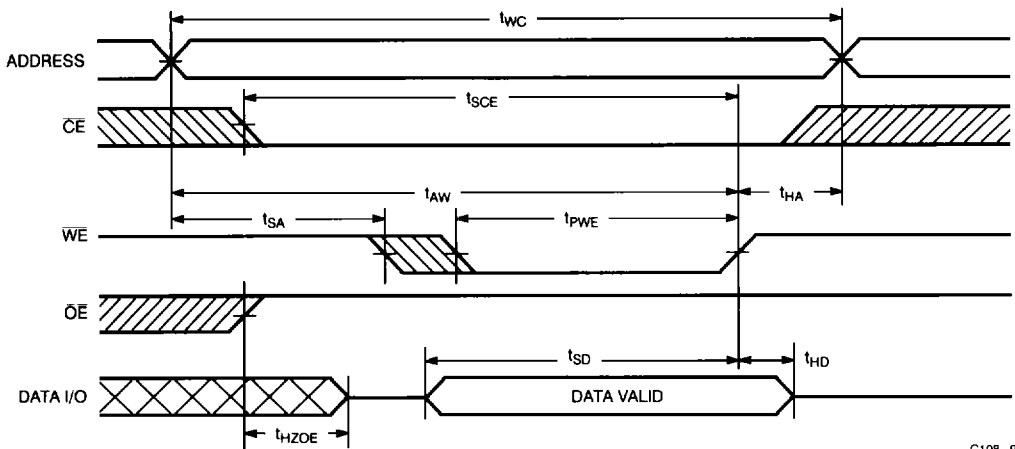 tWC
ADDRESS
tSCE
CE
tAW
tHA
tSA
tPWE
WE
OE
tSD
tHD
DATA I/O
DATA VALID
tHZOE